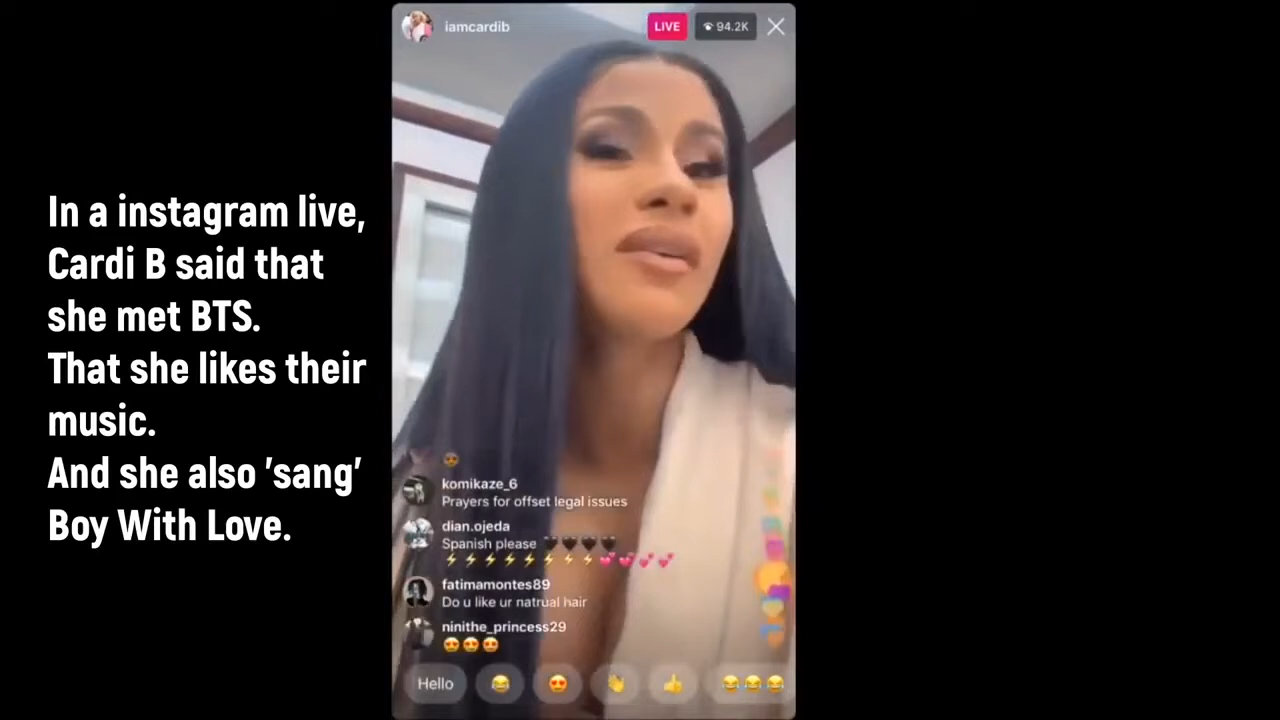 In a instagram live,
Cardi B said that
she met BTS.
That she likes their
music.
And she also 'sang'
Boy With Love.
iamcardib
LIVE
94.2K
komikaze_6
Prayers for offset legal issues
dian.ojeda
Spanish please 🖤🖤🖤🖤
⚡⚡⚡⚡⚡⚡⚡⚡💕💕💕💕
fatimamontes89
Do u like ur natrual hair
ninithe_princess29
😍😍😍
Hello 😂 😍 👋 👍 😂😂😂